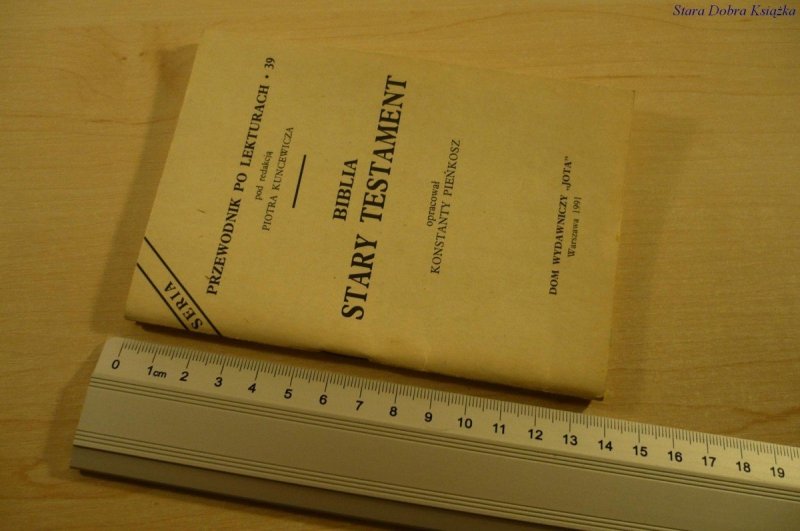 Stara Dobra Książka
SERIA
PRZEWODNIK PO LEKTURACH • 39
pod redakcją
PIOTRA KUNCEWICZA
BIBLIA
STARY TESTAMENT
opracował
KONSTANTY PIEŃKOSZ
DOM WYDAWNICZY „JOTA"
Warszawa 1991
0 1cm 2 3 4 5 6 7 8 9 10 11 12 13 14 15 16 17 18 19